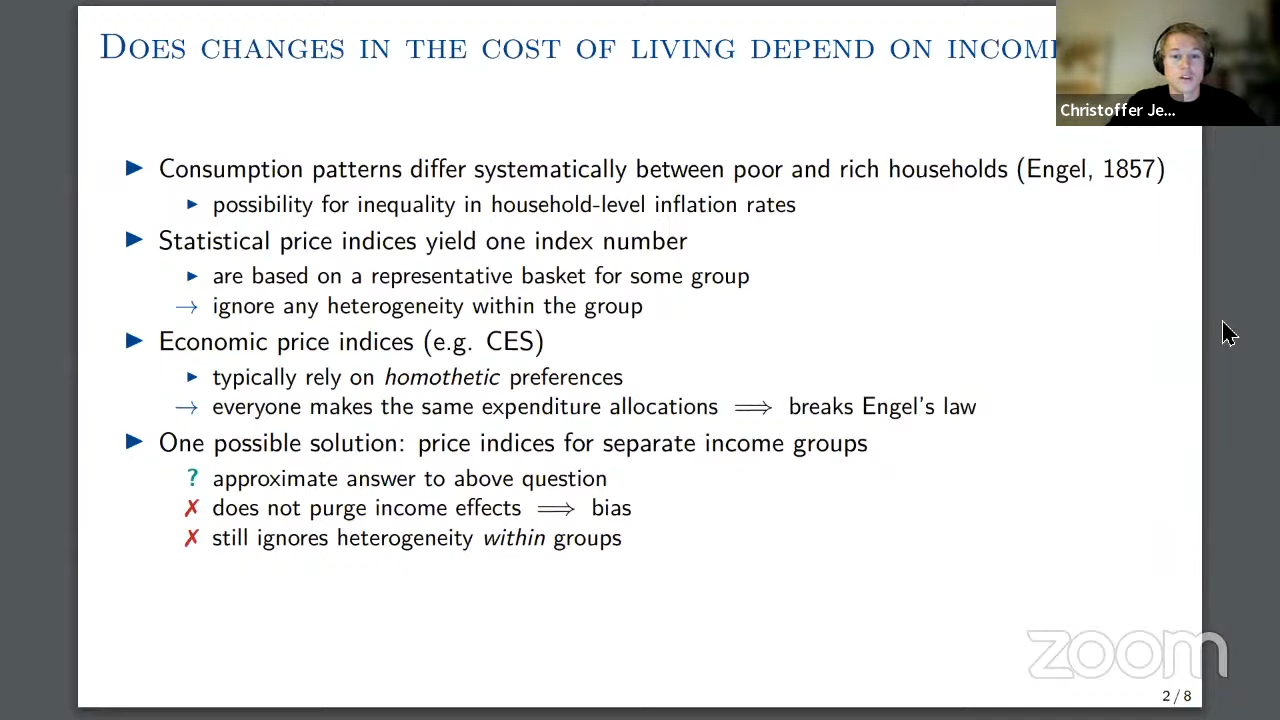 DOES CHANGES IN THE COST OF LIVING DEPEND ON INCOME
Christoffer Je...
▶ Consumption patterns differ systematically between poor and rich households (Engel, 1857)
▶ possibility for inequality in household-level inflation rates
▶ Statistical price indices yield one index number
▶ are based on a representative basket for some group
→ ignore any heterogeneity within the group
▶ Economic price indices (e.g. CES)
▶ typically rely on homothetic preferences
→ everyone makes the same expenditure allocations ⟹ breaks Engel's law
▶ One possible solution: price indices for separate income groups
? approximate answer to above question
✗ does not purge income effects ⟹ bias
✗ still ignores heterogeneity within groups
zoom
2 / 8